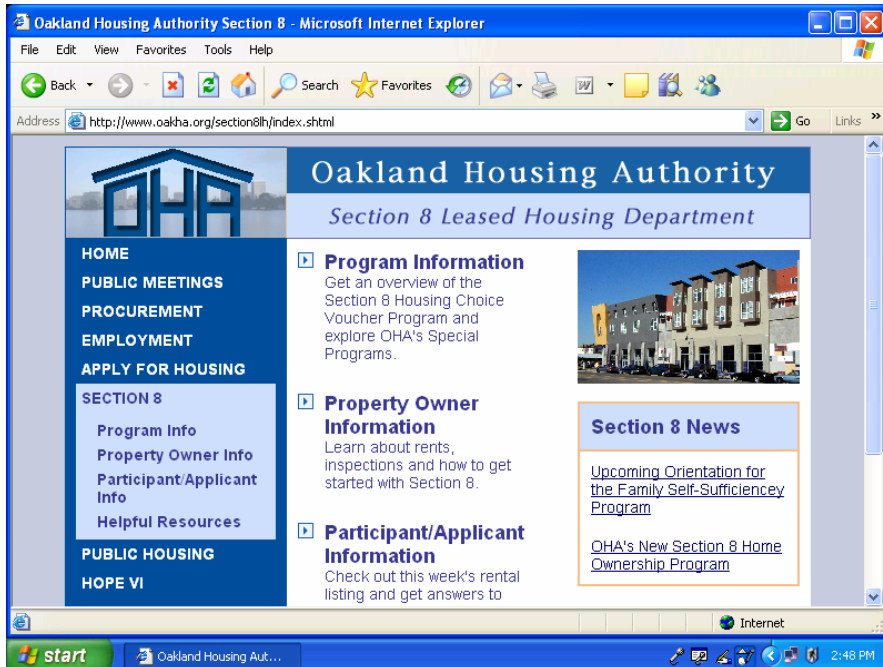 Oakland Housing Authority Section 8 - Microsoft Internet Explorer
File Edit View Favorites Tools Help
Back Search Favorites
Address http://www.oakha.org/section8lh/index.shtml Go Links »
OHA
Oakland Housing Authority
Section 8 Leased Housing Department
HOME
PUBLIC MEETINGS
PROCUREMENT
EMPLOYMENT
APPLY FOR HOUSING
SECTION 8
Program Info
Property Owner Info
Participant/Applicant
Info
Helpful Resources
PUBLIC HOUSING
HOPE VI
Program Information
Get an overview of the
Section 8 Housing Choice
Voucher Program and
explore OHA's Special
Programs.
Property Owner
Information
Learn about rents,
inspections and how to get
started with Section 8.
Participant/Applicant
Information
Check out this week's rental
listing and get answers to
Section 8 News
Upcoming Orientation for
the Family Self-Sufficiencey
Program
OHA's New Section 8 Home
Ownership Program
Internet
start Oakland Housing Aut... 2:48 PM